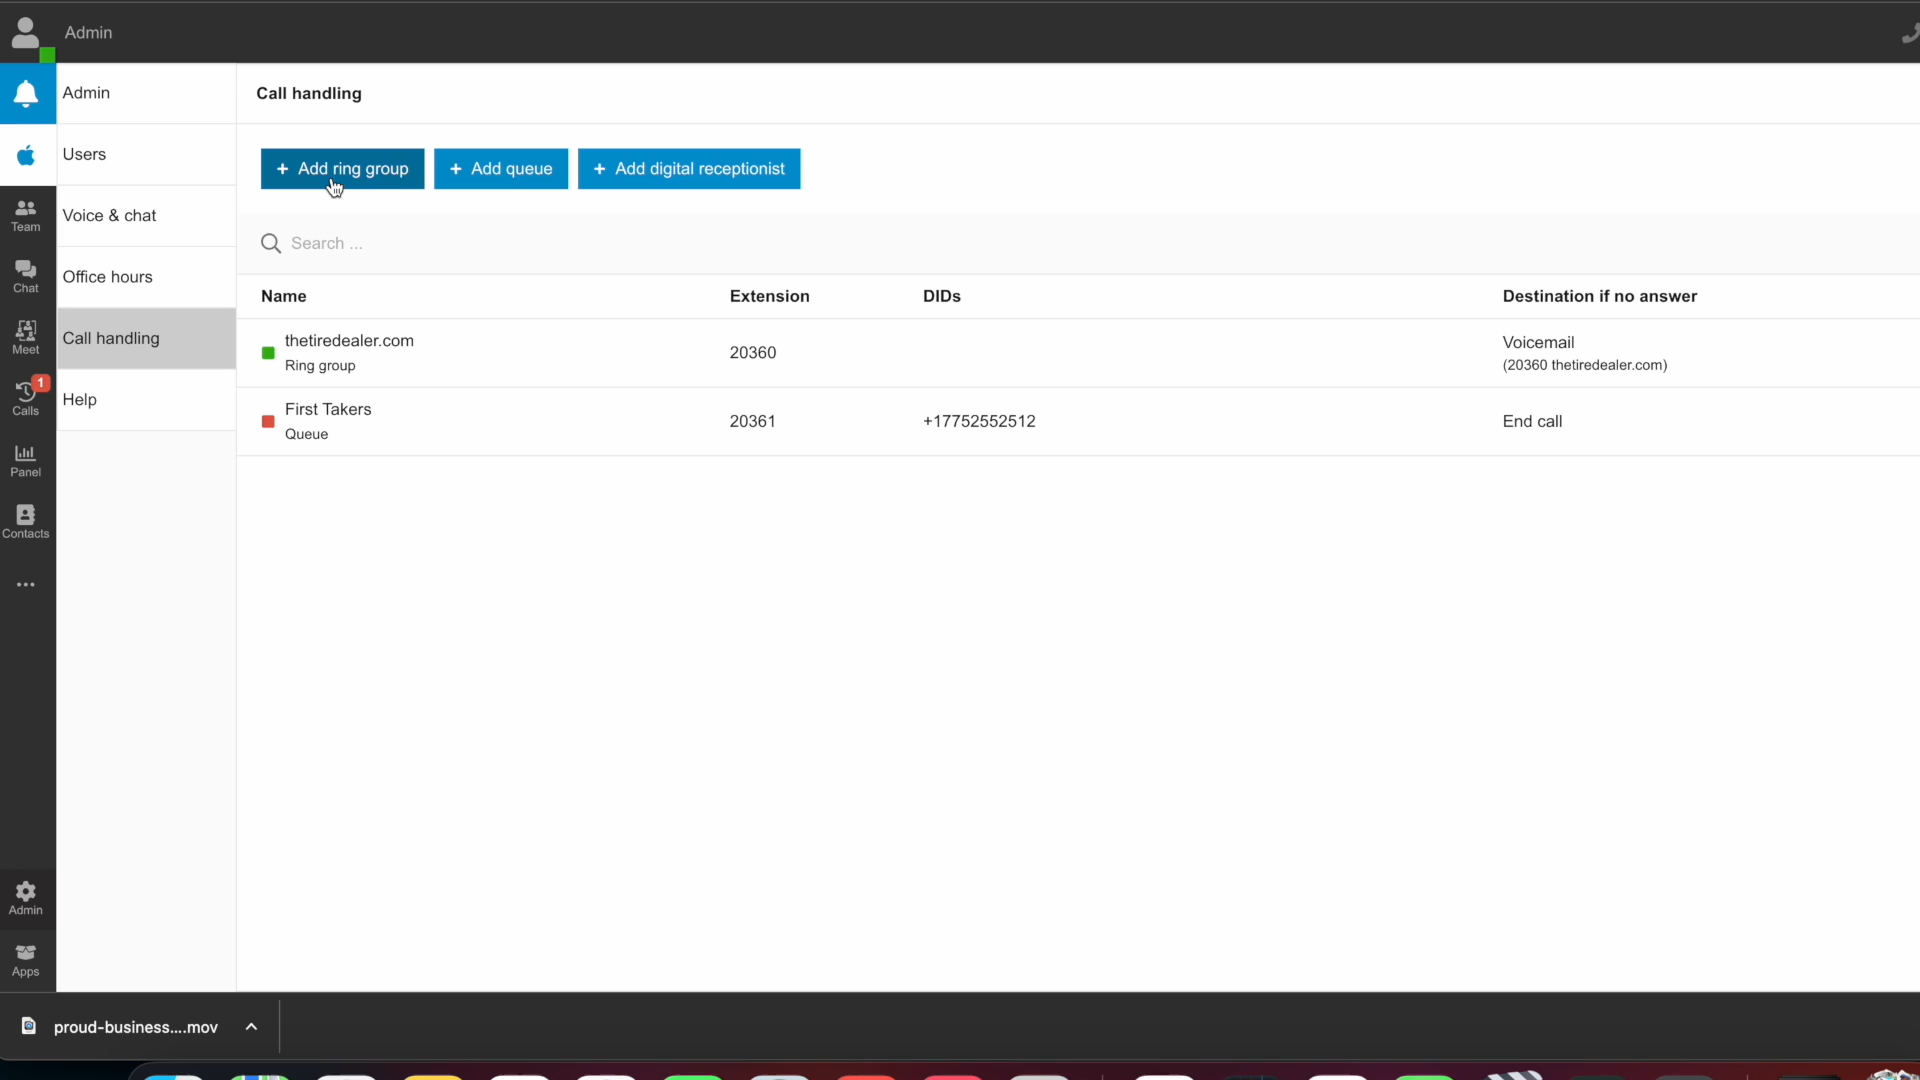 Admin
Admin
Call handling
Users
+ Add ring group
+ Add queue
+ Add digital receptionist
Team
Voice & chat
Search ...
Chat
Office hours
Name
Extension
DIDs
Destination if no answer
Meet
Call handling
thetiredealer.com
Ring group
20360
Voicemail
(20360 thetiredealer.com)
1
Calls
Help
First Takers
Queue
20361
+17752552512
End call
Panel
Contacts
Admin
Apps
proud-business....mov